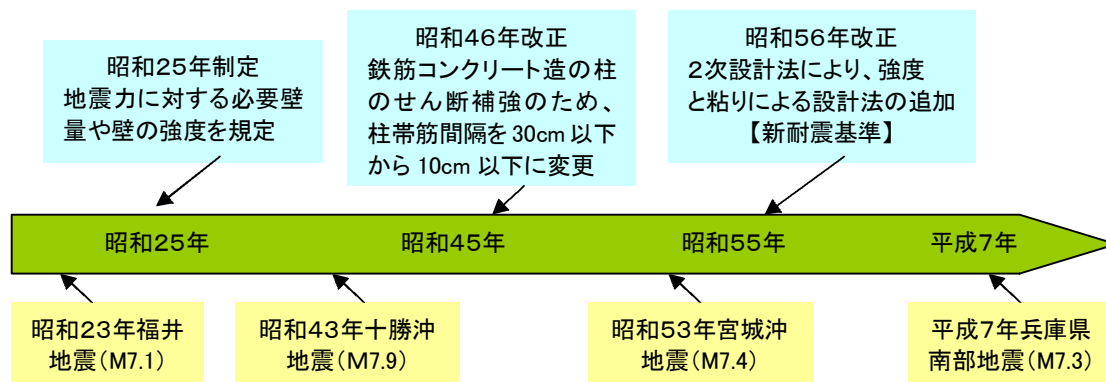 昭和25年制定
地震力に対する必要壁
量や壁の強度を規定
昭和46年改正
鉄筋コンクリート造の柱
のせん断補強のため、
柱帯筋間隔を30cm以下
から10cm以下に変更
昭和56年改正
2次設計法により、強度
と粘りによる設計法の追加
【新耐震基準】
昭和25年
昭和45年
昭和55年
平成7年
昭和23年福井
地震(M7.1)
昭和43年十勝沖
地震(M7.9)
昭和53年宮城沖
地震(M7.4)
平成7年兵庫県
南部地震(M7.3)